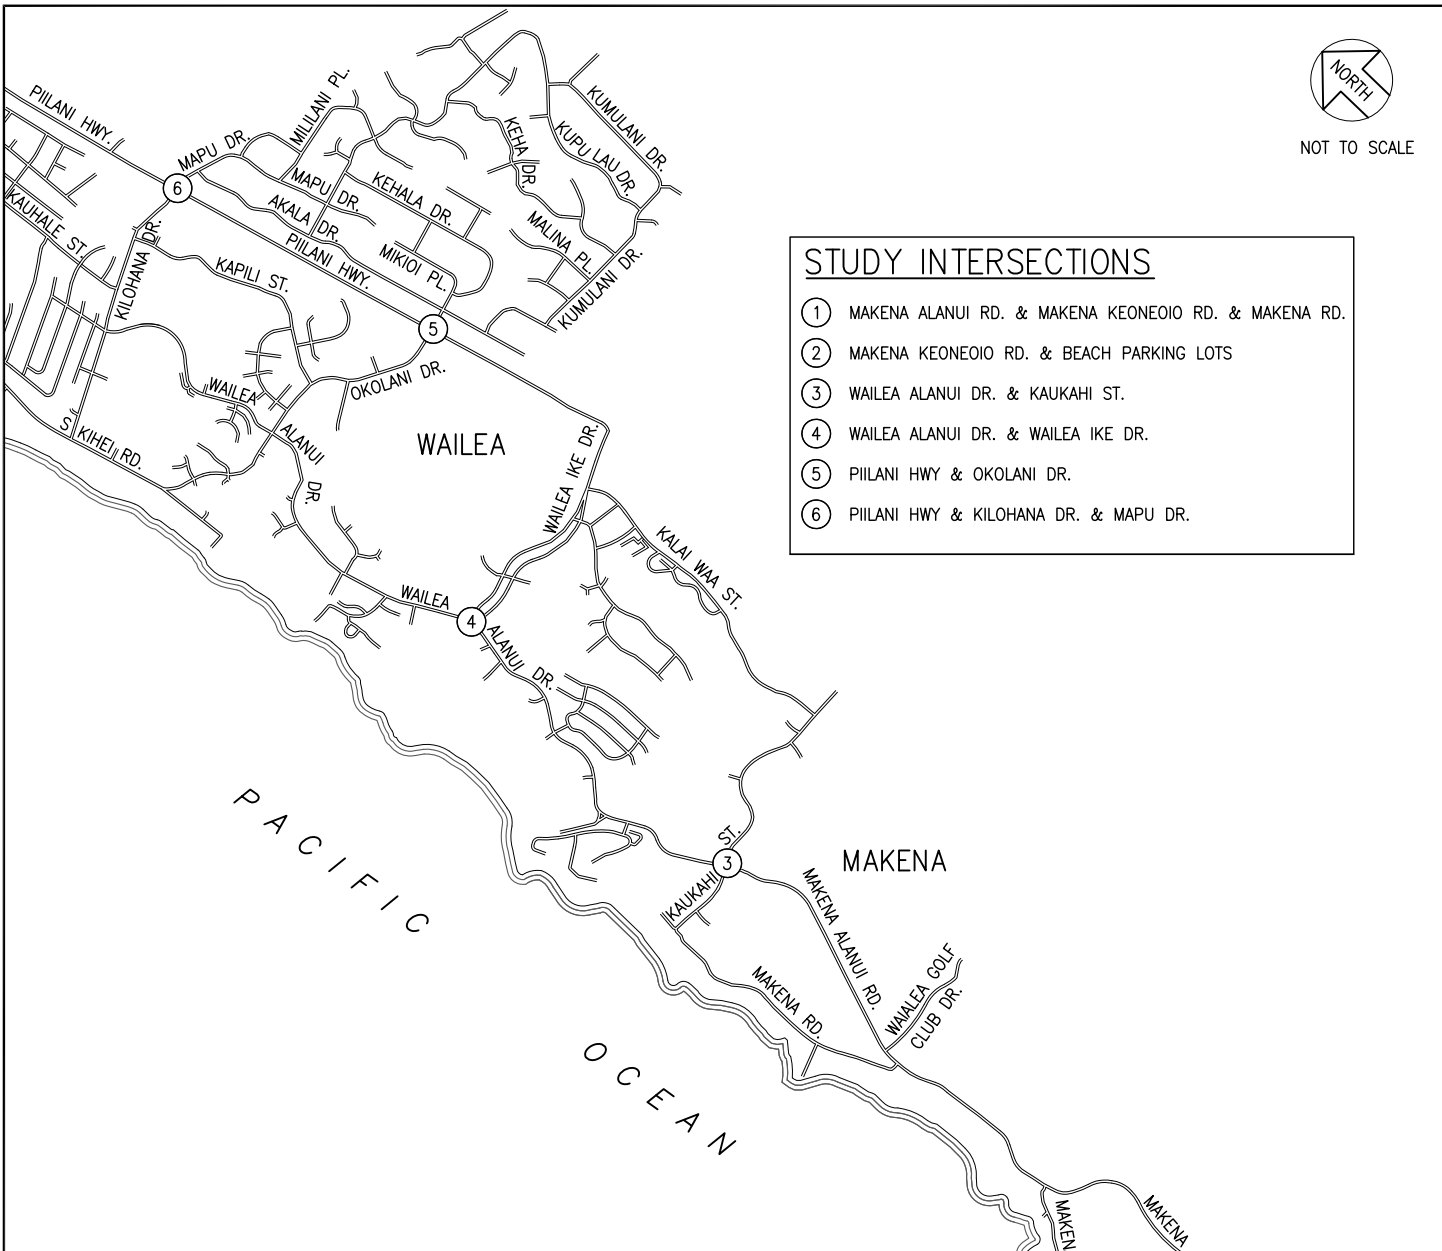 NORTH
NOT TO SCALE
PIILANI HWY.
MAPU DR.
MILILANI PL.
KUMULANI DR.
KEHA DR.
KUPU LAU DR.
6
MAPU DR.
KEHALA DR.
KAUHALE ST.
AKALA DR.
MALINA PL.
KILOHANA DR.
PIILANI HWY.
MIKIOI PL.
KAPILI ST.
KUMULANI DR.
5
OKOLANI DR.
STUDY INTERSECTIONS
1 MAKENA ALANUI RD. & MAKENA KEONEOIO RD. & MAKENA RD.
2 MAKENA KEONEOIO RD. & BEACH PARKING LOTS
3 WAILEA ALANUI DR. & KAUKAHI ST.
4 WAILEA ALANUI DR. & WAILEA IKE DR.
5 PIILANI HWY & OKOLANI DR.
6 PIILANI HWY & KILOHANA DR. & MAPU DR.
WAILEA
ALANUI
DR.
S. KIHEI RD.
WAILEA
WAILEA IKE DR.
KALAI WAA ST.
WAILEA
4
ALANUI DR.
PACIFIC
OCEAN
KAUKAHI
ST.
3
MAKENA
MAKENA ALANUI RD.
MAKENA RD.
WAIALEA GOLF
CLUB DR.
MAKEN
MAKENA